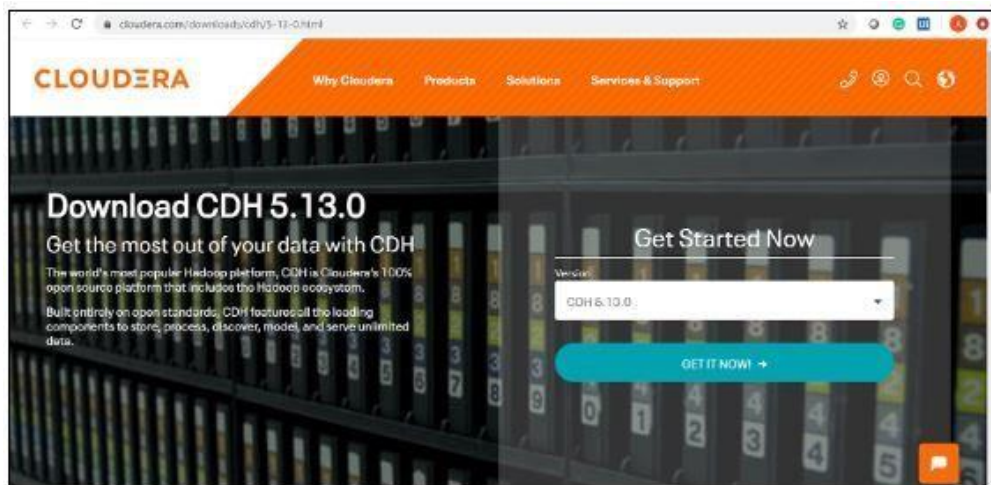 cloudera.com/downloads/cdh/5-13-0.html
CLOUDERA
Why Cloudera Products Solutions Services & Support
Download CDH 5.13.0
Get the most out of your data with CDH
The world's most popular Hadoop platform, CDH is Cloudera's 100%
open source platform that includes the Hadoop ecosystem.
Built entirely on open standards, CDH features all the leading
components to store, process, discover, model, and serve unlimited
data.
Get Started Now
Version
CDH 5.13.0
GET IT NOW! →